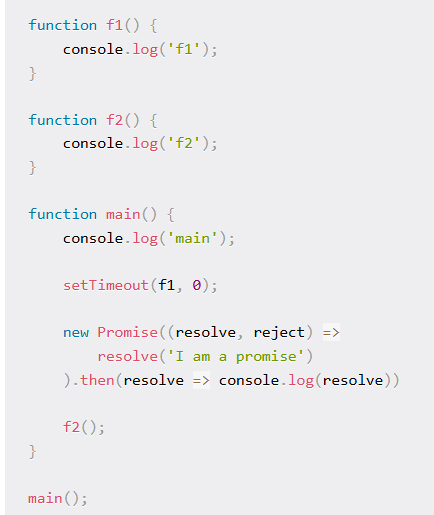 function f1() {
    console.log('f1');
}

function f2() {
    console.log('f2');
}

function main() {
    console.log('main');

    setTimeout(f1, 0);

    new Promise((resolve, reject) =>
        resolve('I am a promise')
    ).then(resolve => console.log(resolve))

    f2();
}

main();